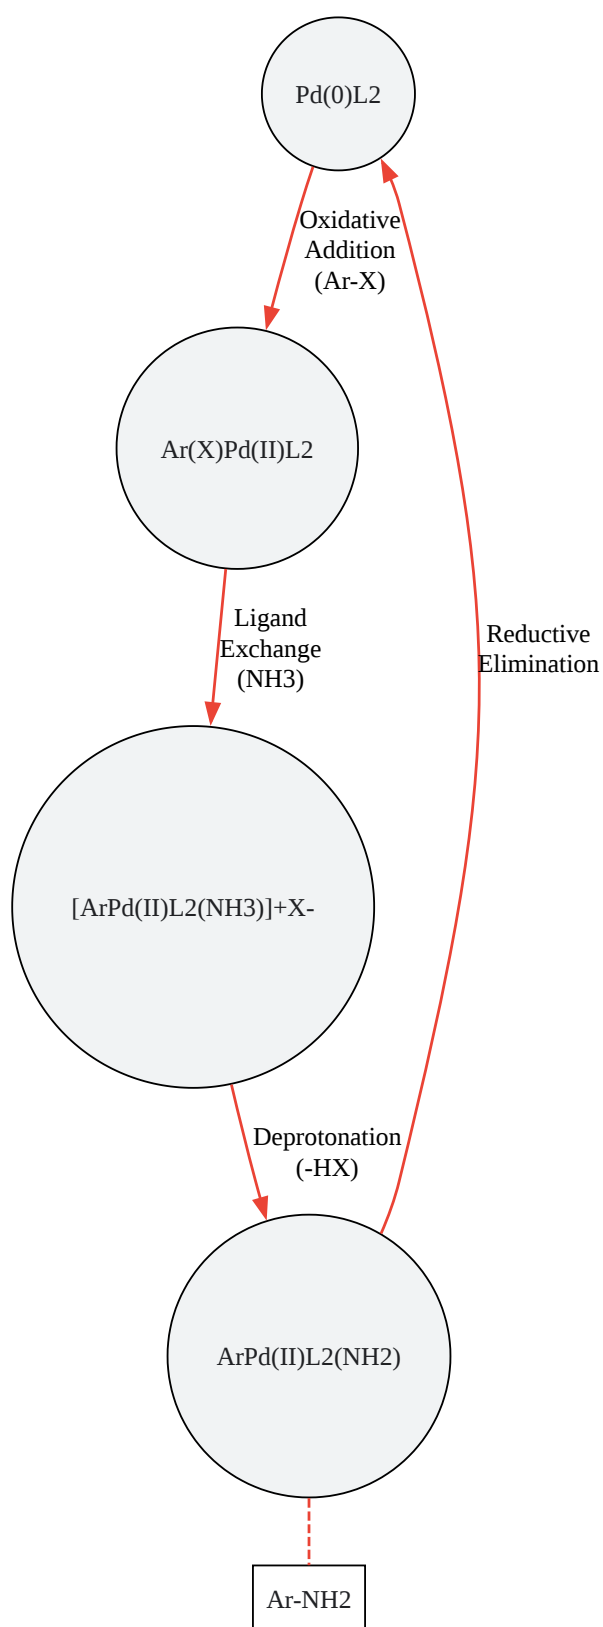 Pd(0)L2
Oxidative
Addition
(Ar-X)
Ar(X)Pd(II)L2
Ligand
Exchange
(NH3)
Reductive
Elimination
[ArPd(II)L2(NH3)]+X-
Deprotonation
(-HX)
ArPd(II)L2(NH2)
Ar-NH2